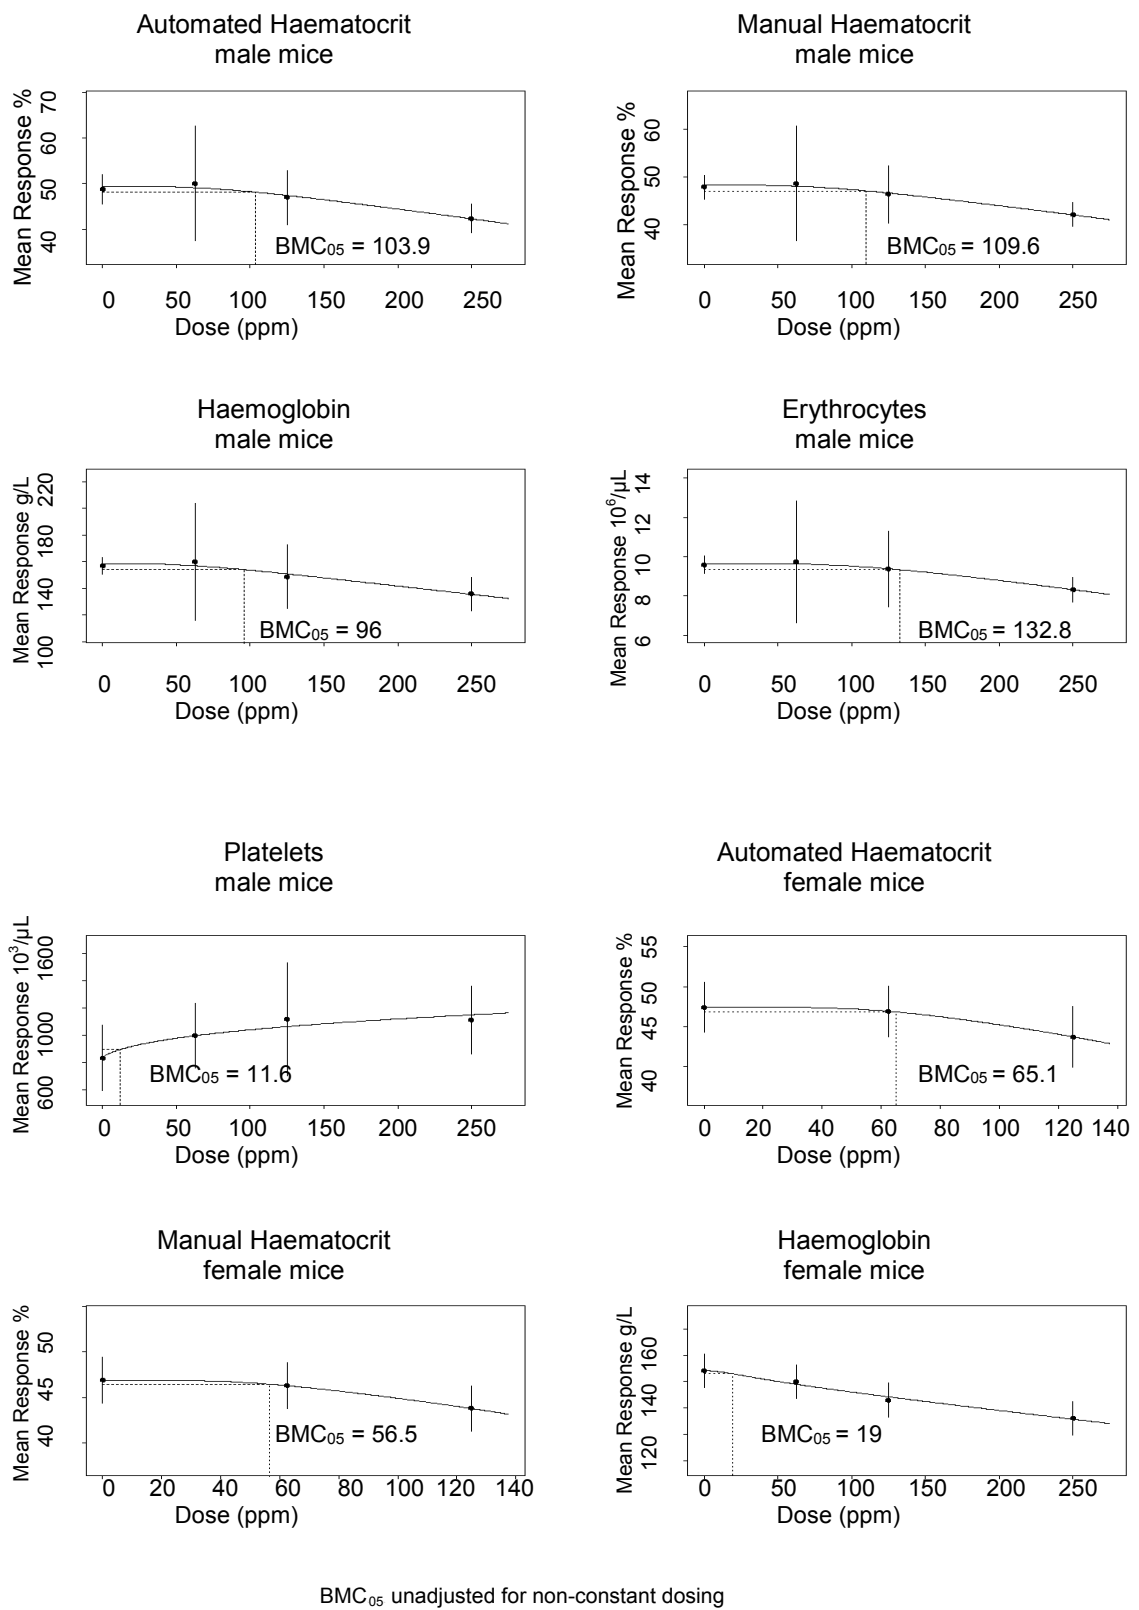 Automated Haematocrit
male mice
Mean Response %
70
60
50
40
BMC₀₅ = 103.9
0 50 100 150 200 250
Dose (ppm)
Manual Haematocrit
male mice
Mean Response %
60
50
40
BMC₀₅ = 109.6
0 50 100 150 200 250
Dose (ppm)
Haemoglobin
male mice
Mean Response g/L
220
180
140
100
BMC₀₅ = 96
0 50 100 150 200 250
Dose (ppm)
Erythrocytes
male mice
Mean Response 10⁶/µL
14
12
10
8
6
BMC₀₅ = 132.8
0 50 100 150 200 250
Dose (ppm)
Platelets
male mice
Mean Response 10³/µL
1600
1000
600
BMC₀₅ = 11.6
0 50 100 150 200 250
Dose (ppm)
Automated Haematocrit
female mice
Mean Response %
55
50
45
40
BMC₀₅ = 65.1
0 20 40 60 80 100 120 140
Dose (ppm)
Manual Haematocrit
female mice
Mean Response %
50
45
40
BMC₀₅ = 56.5
0 20 40 60 80 100 120 140
Dose (ppm)
Haemoglobin
female mice
Mean Response g/L
160
140
120
BMC₀₅ = 19
0 50 100 150 200 250
Dose (ppm)
BMC₀₅ unadjusted for non-constant dosing